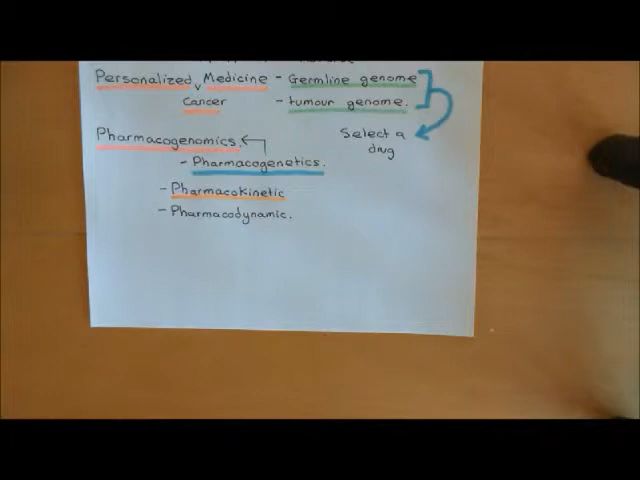 Personalized Medicine - Germline genome
v
Cancer - tumour genome.
Pharmacogenomics.
Select a
drug
- Pharmacogenetics.
- Pharmacokinetic
- Pharmacodynamic.